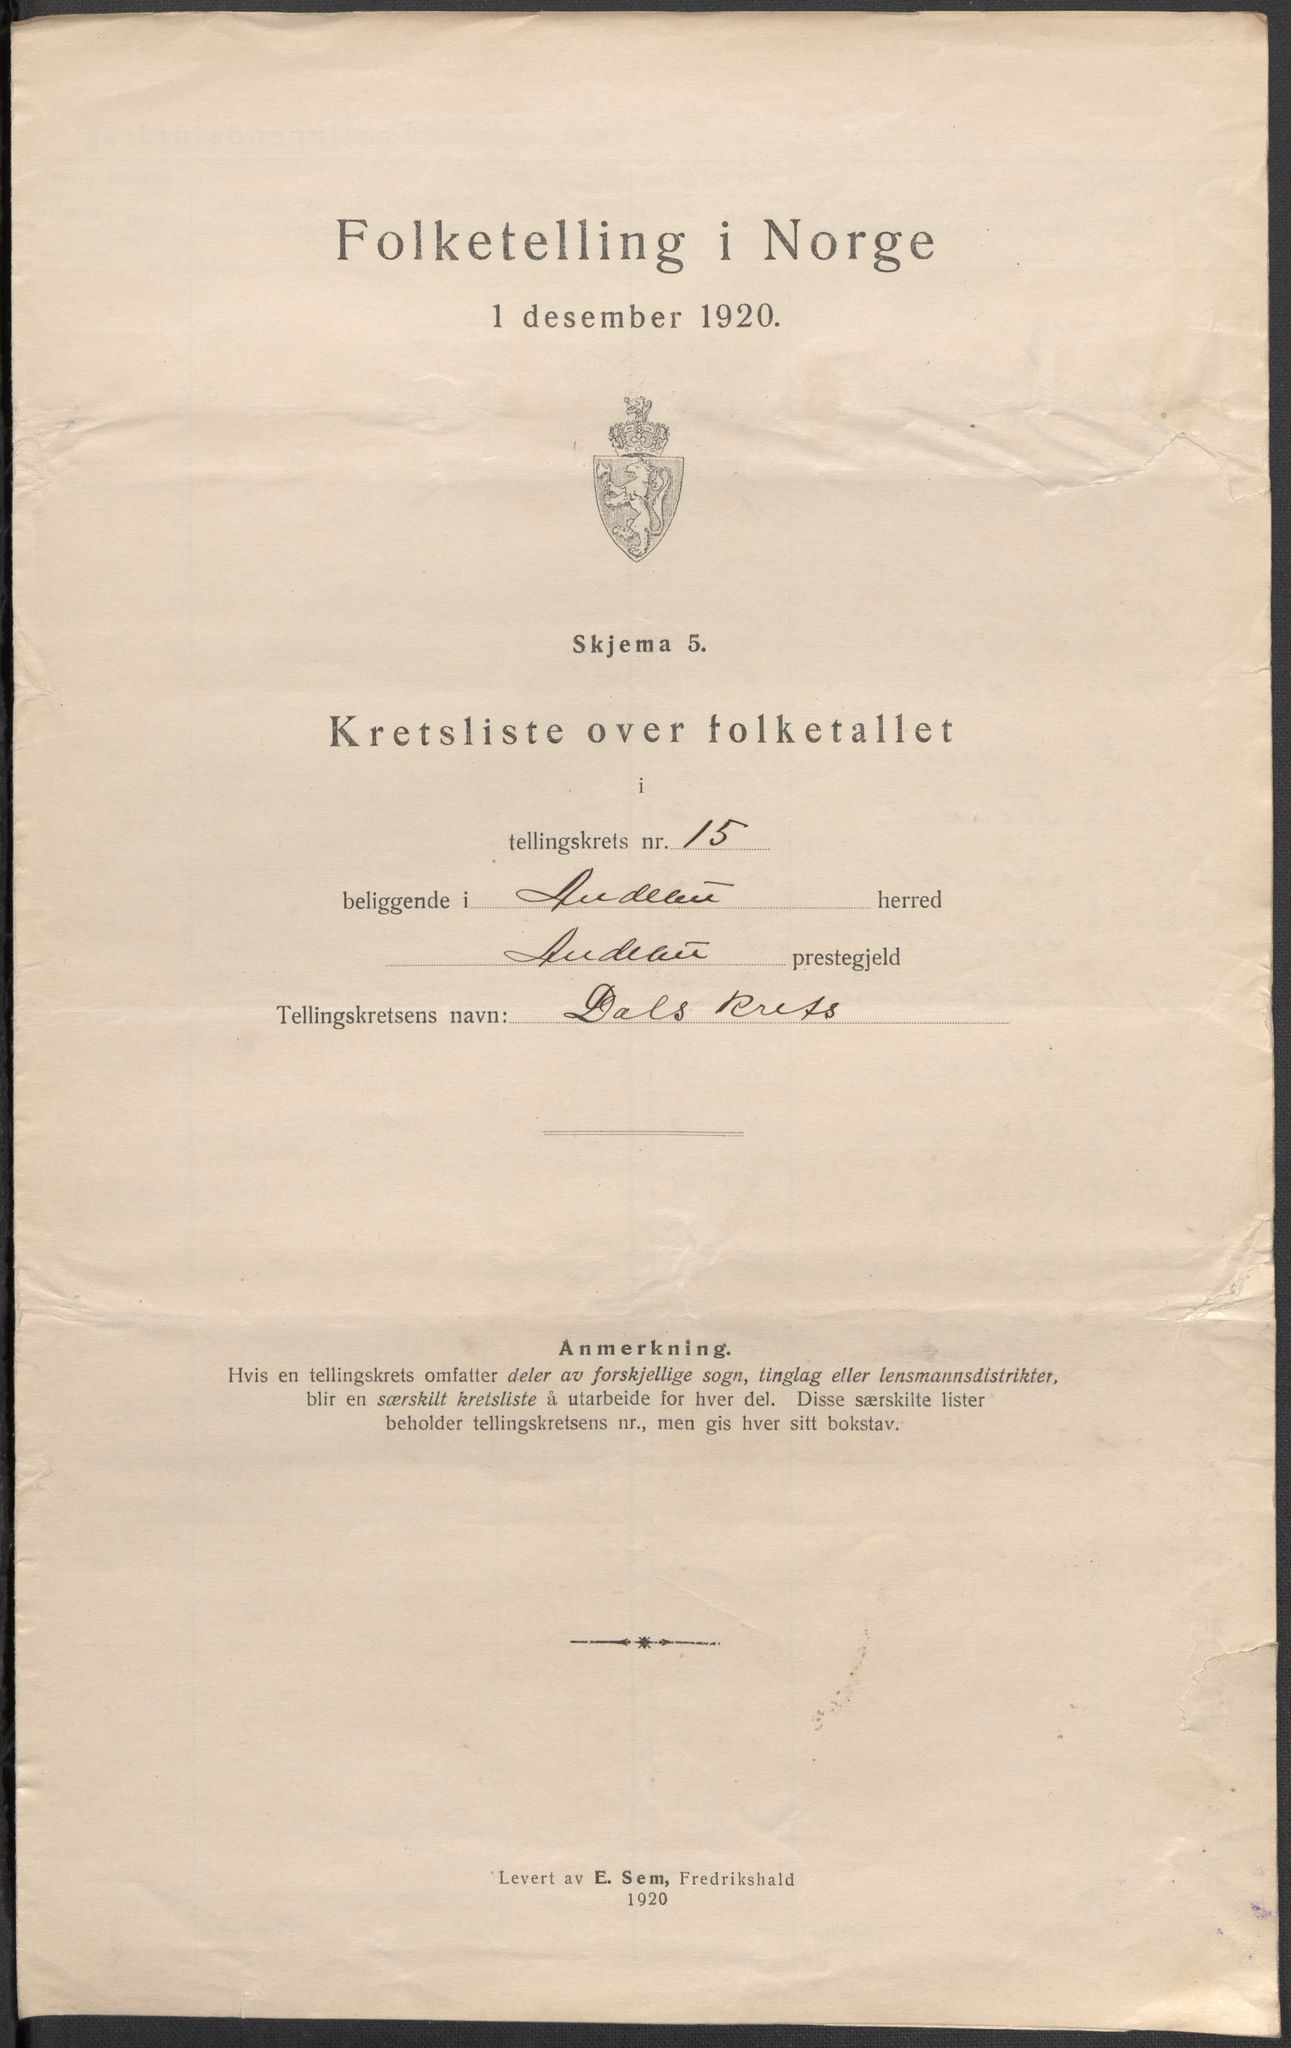 Folketelling i Norge
1 desember 1920.
Skjema 5.
Kretsliste over folketallet
i
tellingskrets nr. 15
beliggende i Andebu herred
Andebu prestegjeld
Tellingskretsens navn: Dals krets
Anmerkning.
Hvis en tellingskrets omfatter deler av forskjellige sogn, tinglag eller lensmannsdistrikter,
blir en særskilt kretsliste å utarbeide for hver del. Disse særskilte lister
beholder tellingskretsens nr., men gis hver sitt bokstav.
Levert av E. Sem, Fredrikshald
1920